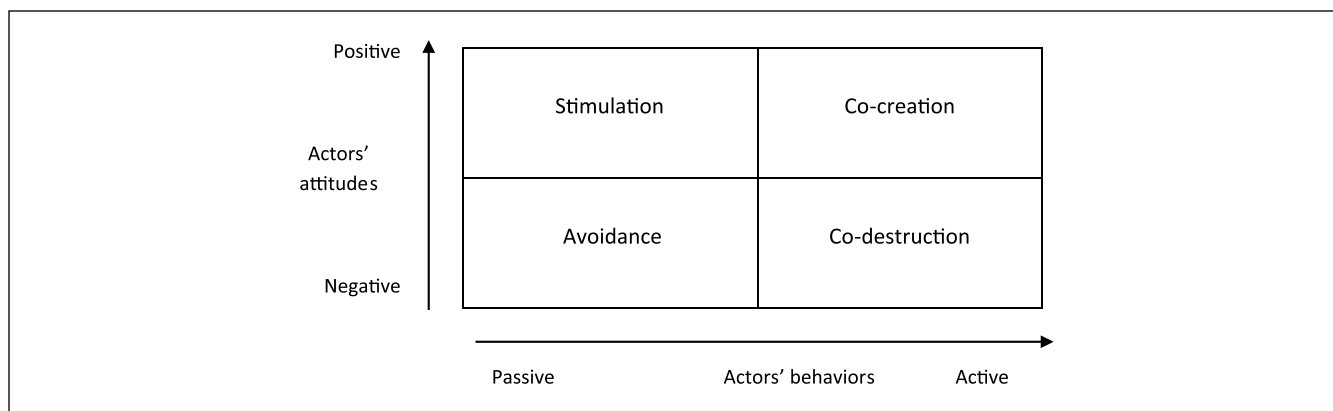 Positive
Stimulation
Co-creation
Actors’
attitudes
Avoidance
Co-destruction
Negative
Passive
Actors’ behaviors
Active